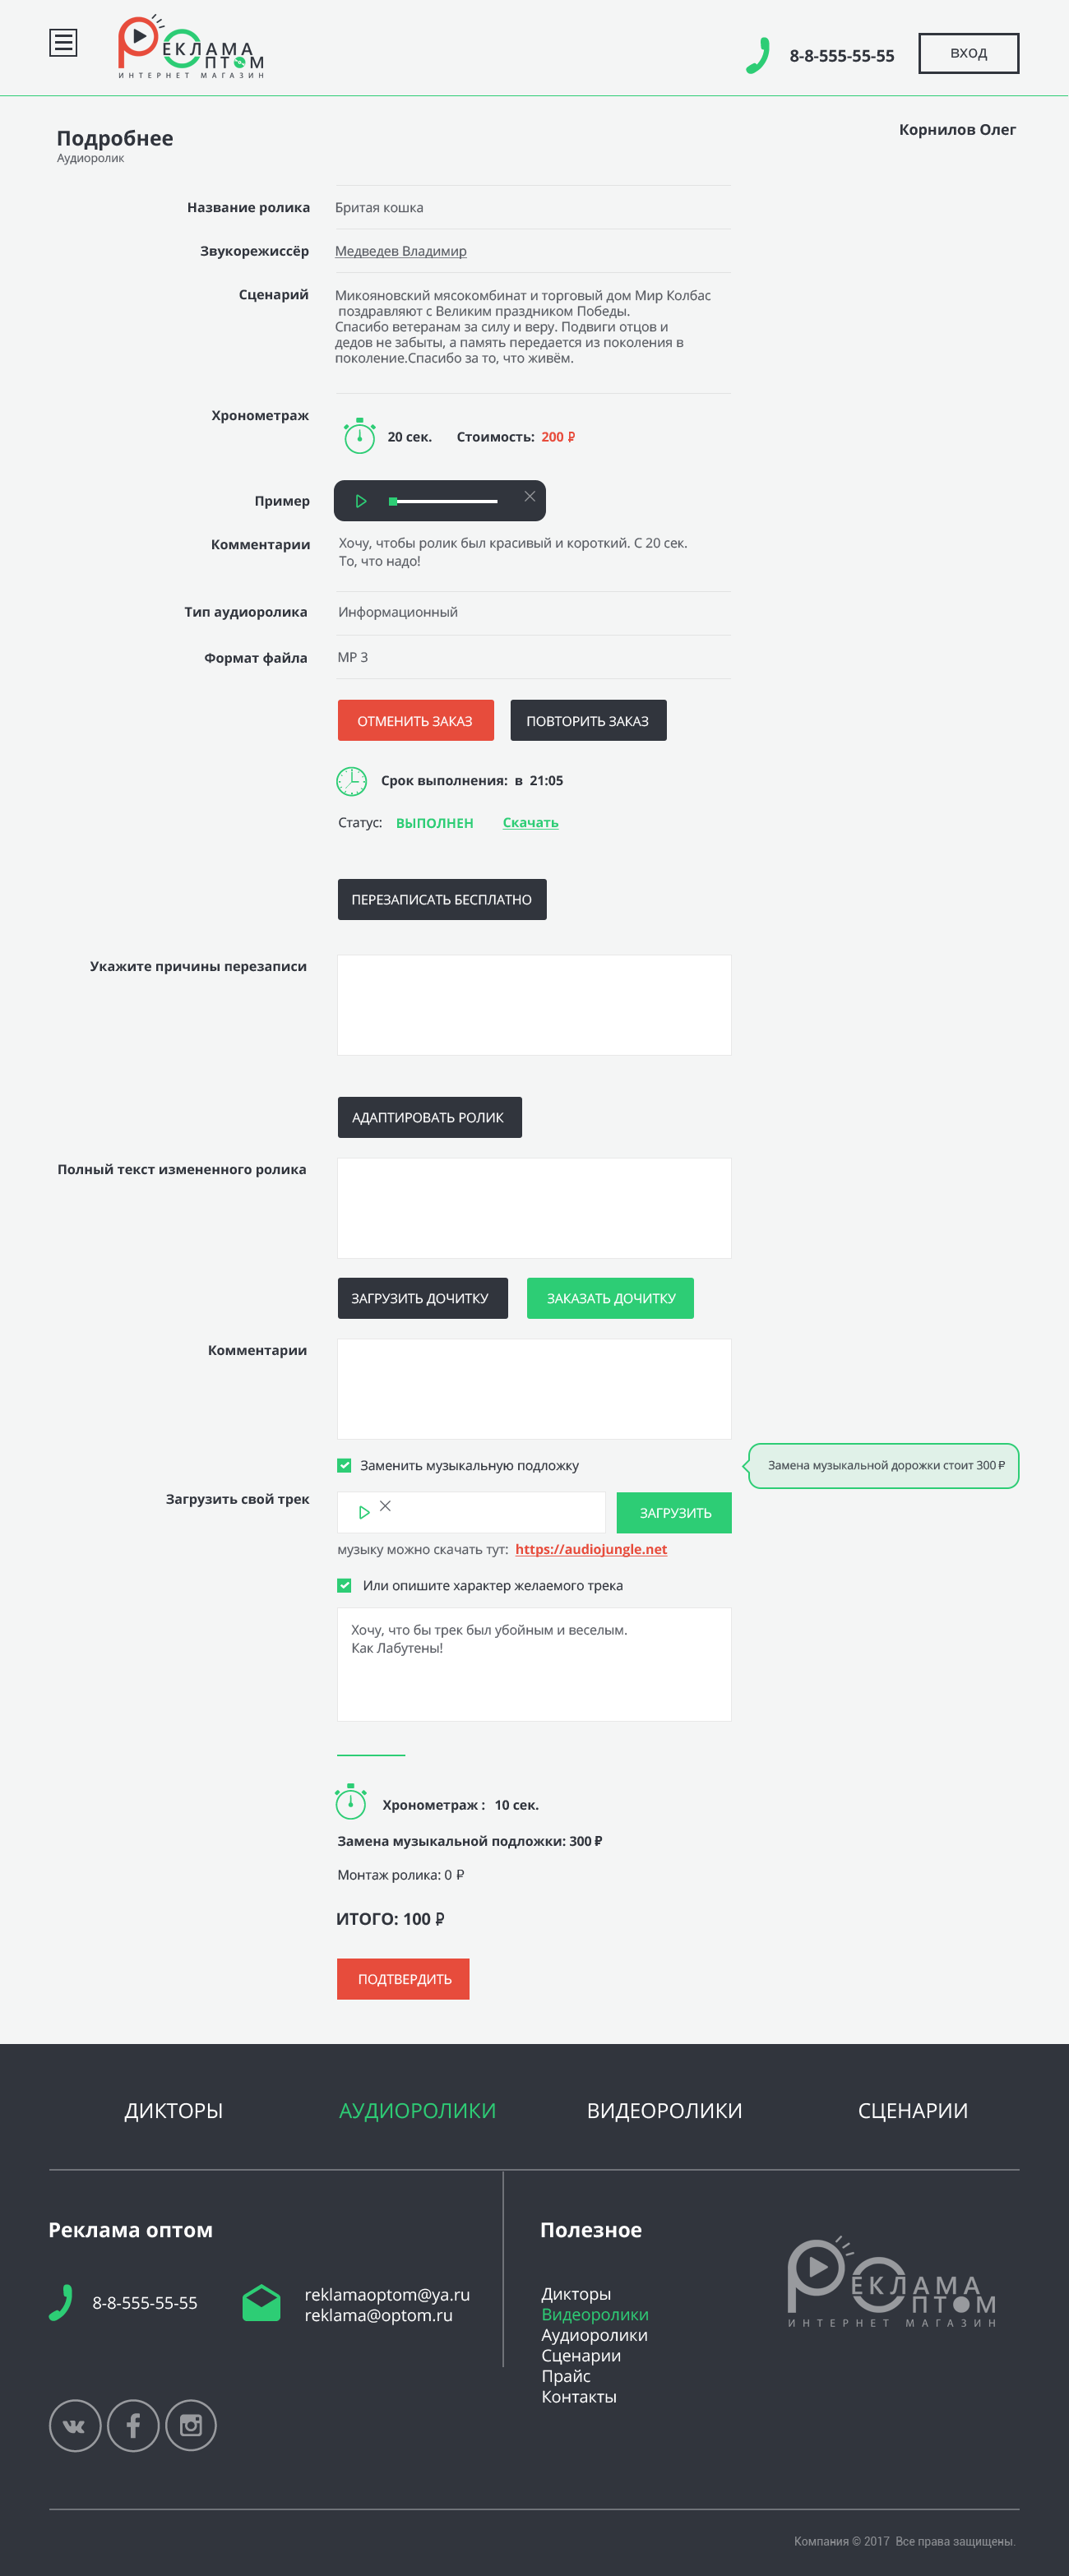 РЕКЛАМА
ОПТОМ
ИНТЕРНЕТ МАГАЗИН
8-8-555-55-55
ВХОД
Подробнее
Аудиоролик
Корнилов Олег
Название ролика
Бритая кошка
Звукорежиссёр
Медведев Владимир
Сценарий
Микояновский мясокомбинат и торговый дом Мир Колбас
поздравляют с Великим праздником Победы.
Спасибо ветеранам за силу и веру. Подвиги отцов и
дедов не забыты, а память передается из поколения в
поколение.Спасибо за то, что живём.
Хронометраж
20 сек. Стоимость: 200 ₽
Пример
Комментарии
Хочу, чтобы ролик был красивый и короткий. С 20 сек.
То, что надо!
Тип аудиоролика
Информационный
Формат файла
MP 3
ОТМЕНИТЬ ЗАКАЗ
ПОВТОРИТЬ ЗАКАЗ
Срок выполнения: в 21:05
Статус: ВЫПОЛНЕН Скачать
ПЕРЕЗАПИСАТЬ БЕСПЛАТНО
Укажите причины перезаписи
АДАПТИРОВАТЬ РОЛИК
Полный текст измененного ролика
ЗАГРУЗИТЬ ДОЧИТКУ
ЗАКАЗАТЬ ДОЧИТКУ
Комментарии
Заменить музыкальную подложку
Замена музыкальной дорожки стоит 300 ₽
Загрузить свой трек
ЗАГРУЗИТЬ
музыку можно скачать тут: https://audiojungle.net
Или опишите характер желаемого трека
Хочу, что бы трек был убойным и веселым.
Как Лабутены!
Хронометраж : 10 сек.
Замена музыкальной подложки: 300 ₽
Монтаж ролика: 0 ₽
ИТОГО: 100 ₽
ПОДТВЕРДИТЬ
ДИКТОРЫ
АУДИОРОЛИКИ
ВИДЕОРОЛИКИ
СЦЕНАРИИ
Реклама оптом
8-8-555-55-55
reklamaoptom@ya.ru
reklama@optom.ru
Полезное
Дикторы
Видеоролики
Аудиоролики
Сценарии
Прайс
Контакты
РЕКЛАМА
ОПТОМ
ИНТЕРНЕТ МАГАЗИН
Компания © 2017 Все права защищены.